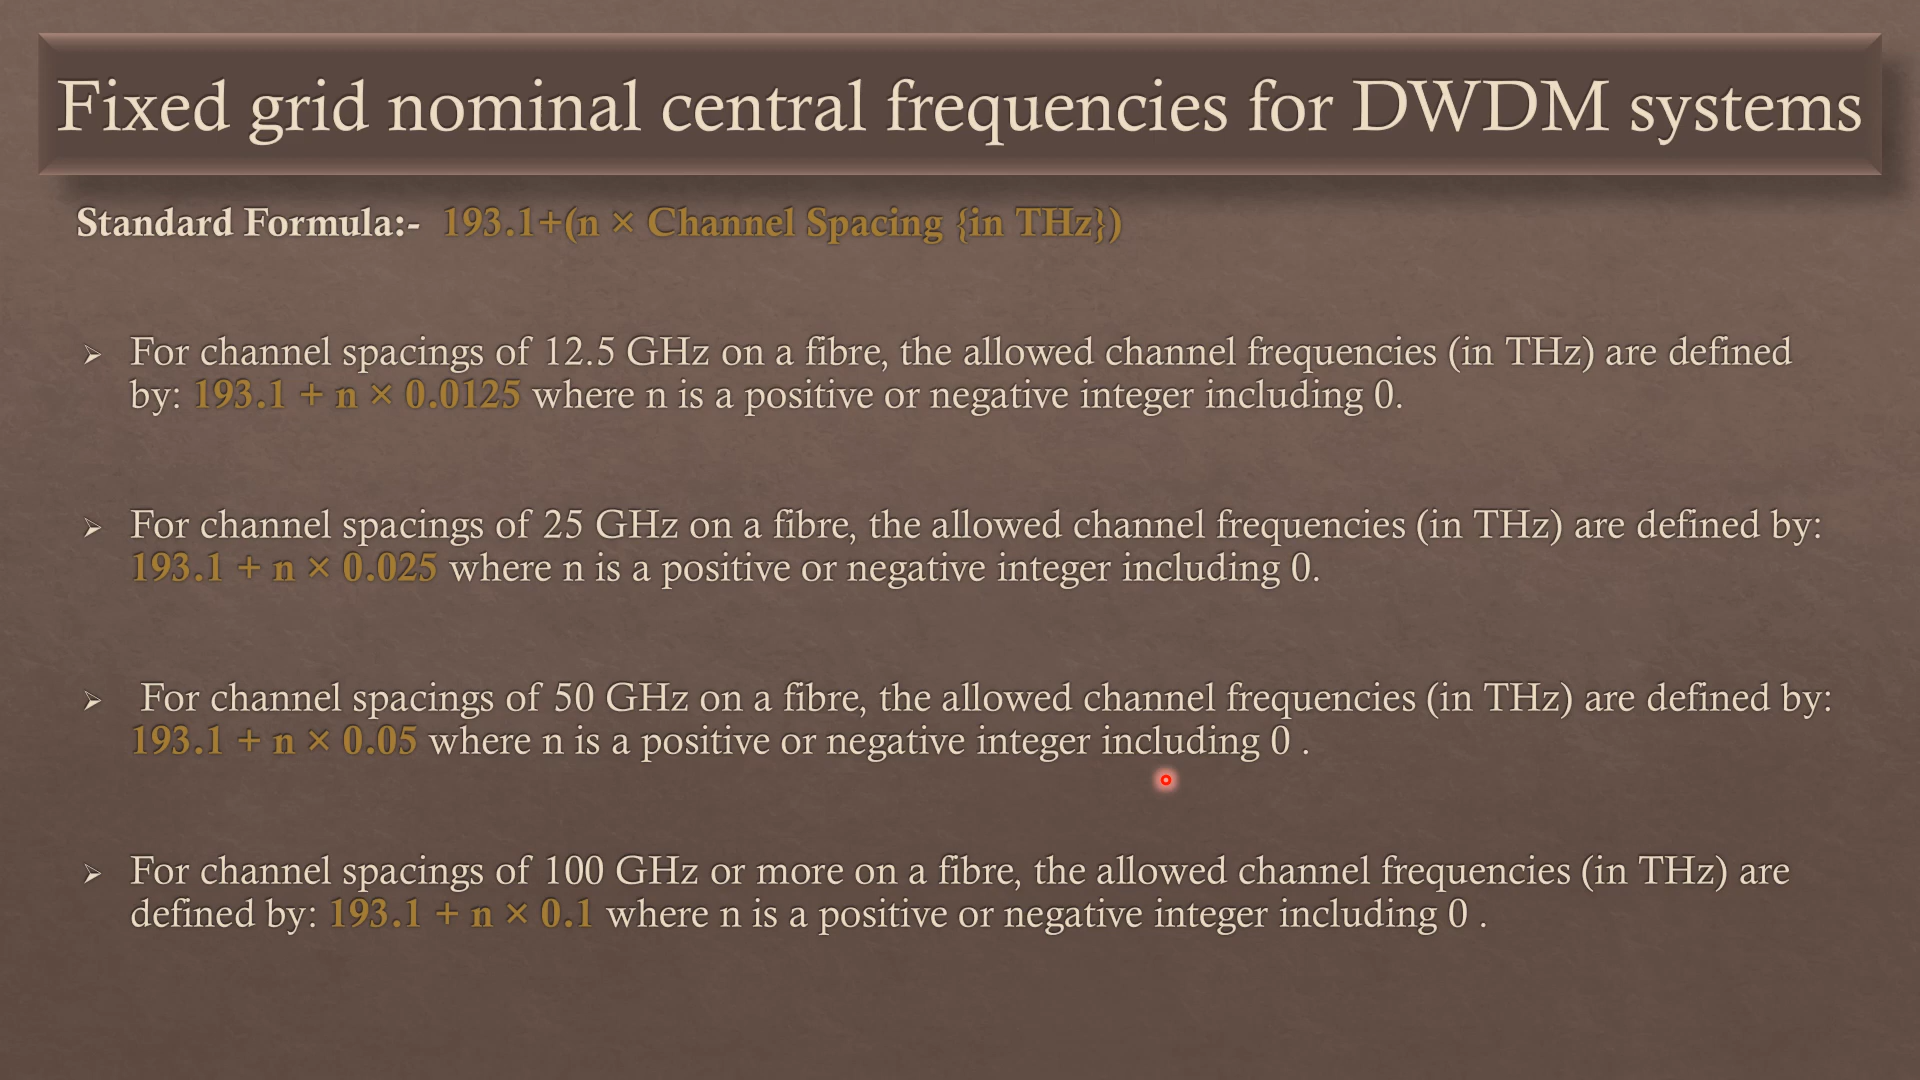 Fixed grid nominal central frequencies for DWDM systems
Standard Formula:- 193.1+(n × Channel Spacing {in THz})
For channel spacings of 12.5 GHz on a fibre, the allowed channel frequencies (in THz) are defined
by: 193.1 + n × 0.0125 where n is a positive or negative integer including 0.
For channel spacings of 25 GHz on a fibre, the allowed channel frequencies (in THz) are defined by:
193.1 + n × 0.025 where n is a positive or negative integer including 0.
For channel spacings of 50 GHz on a fibre, the allowed channel frequencies (in THz) are defined by:
193.1 + n × 0.05 where n is a positive or negative integer including 0 .
For channel spacings of 100 GHz or more on a fibre, the allowed channel frequencies (in THz) are
defined by: 193.1 + n × 0.1 where n is a positive or negative integer including 0 .